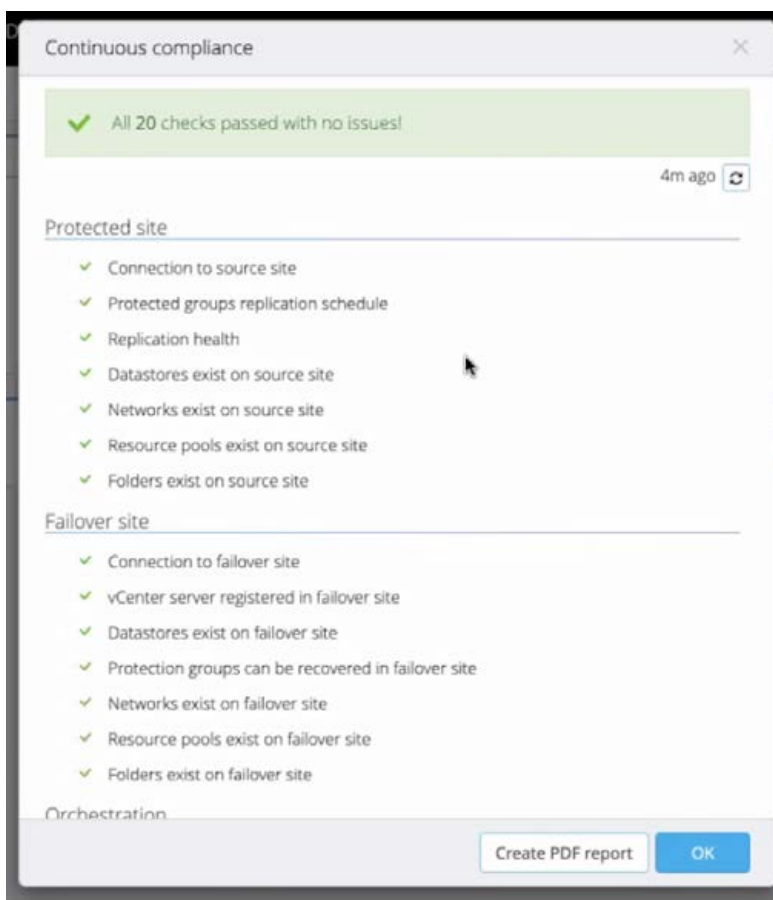 D
Continuous compliance
All 20 checks passed with no issues!
4m ago
Protected site
Connection to source site
Protected groups replication schedule
Replication health
Datastores exist on source site
Networks exist on source site
Resource pools exist on source site
Folders exist on source site
Failover site
Connection to failover site
vCenter server registered in failover site
Datastores exist on failover site
Protection groups can be recovered in failover site
Networks exist on failover site
Resource pools exist on failover site
Folders exist on failover site
Orchestration
Create PDF report
OK